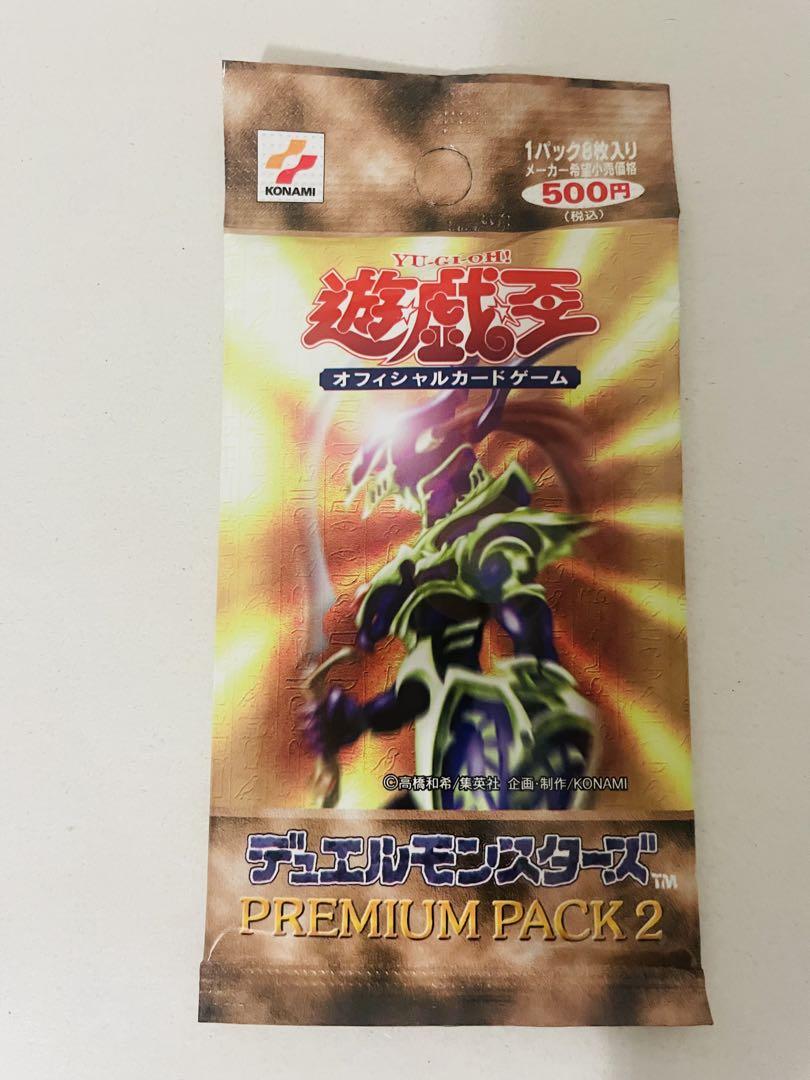 KONAMI
1パック8枚入り
メーカー希望小売価格
500円
(税込)
YU-GI-OH!
遊☆戯☆王
オフィシャルカードゲーム
©高橋和希/集英社 企画・制作/KONAMI
デュエルモンスターズ™
PREMIUM PACK 2